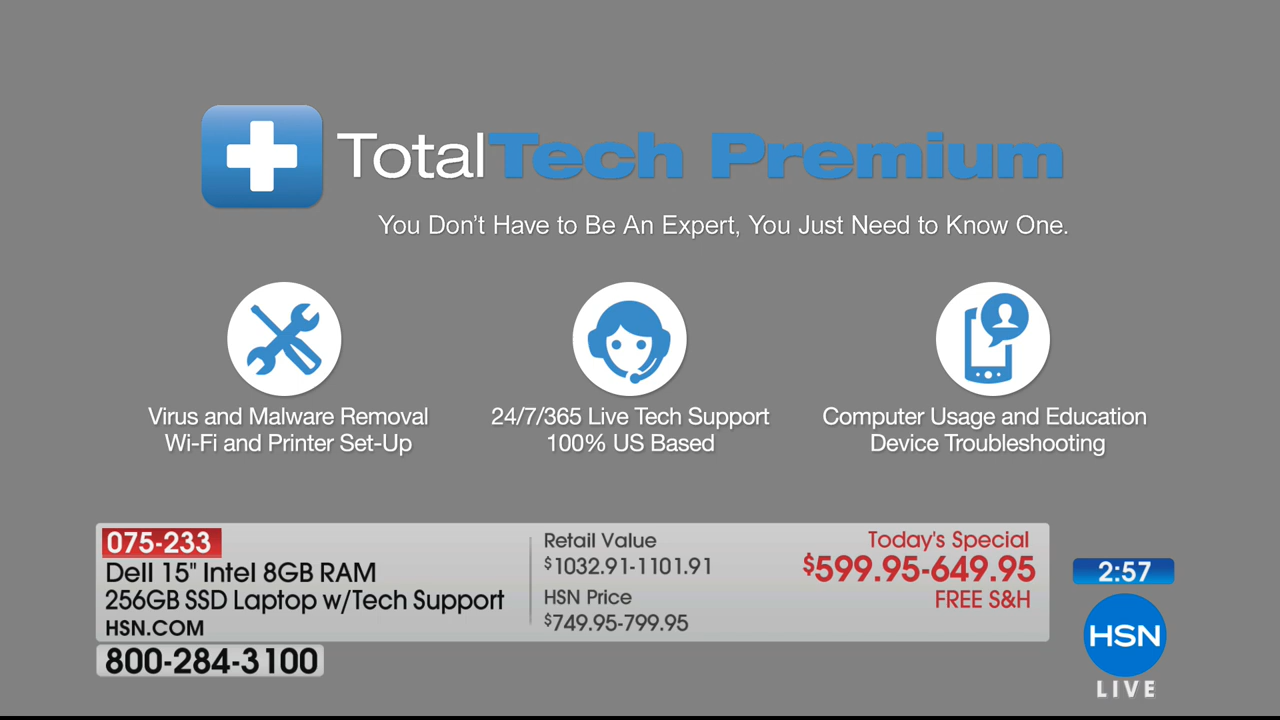 TotalTech Premium
You Don't Have to Be An Expert, You Just Need to Know One.
Virus and Malware Removal
Wi-Fi and Printer Set-Up
24/7/365 Live Tech Support
100% US Based
Computer Usage and Education
Device Troubleshooting
075-233
Dell 15" Intel 8GB RAM
256GB SSD Laptop w/Tech Support
HSN.COM
800-284-3100
Retail Value
$1032.91-1101.91
HSN Price
$749.95-799.95
Today's Special
$599.95-649.95
FREE S&H
2:57
HSN
LIVE